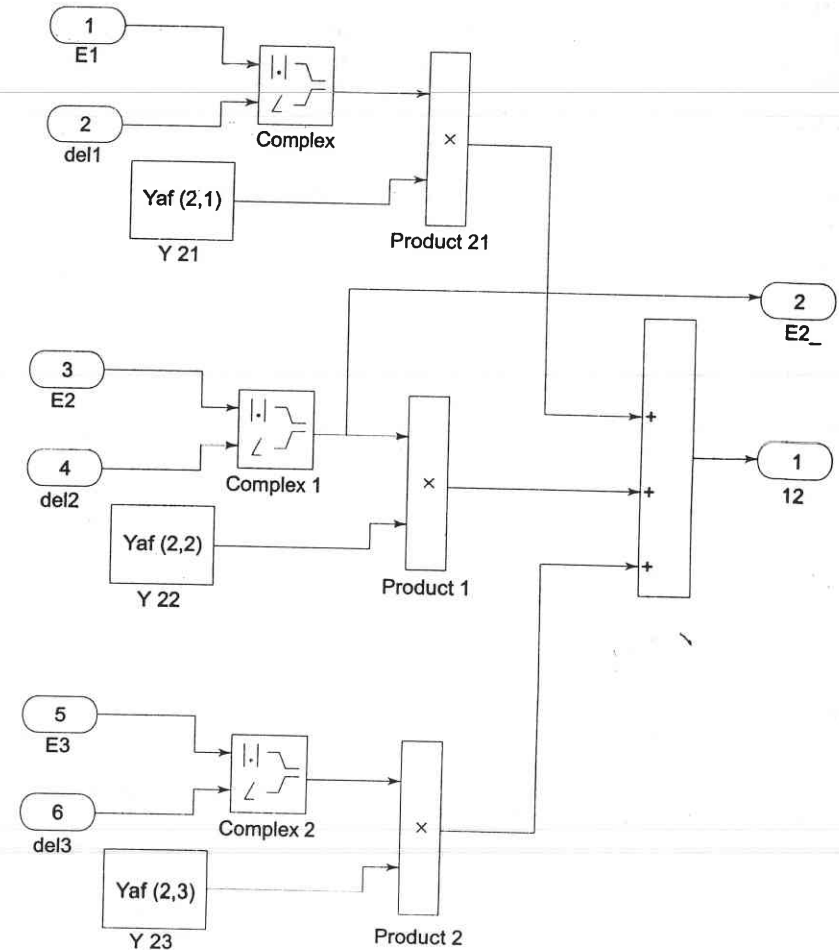 1
E1
|.|
∠
Complex
2
del1
×
Yaf (2,1)
Y 21
Product 21
2
E2_
3
E2
|.|
∠
Complex 1
4
del2
×
Yaf (2,2)
Y 22
Product 1
+
+
+
1
12
5
E3
|.|
∠
Complex 2
6
del3
×
Yaf (2,3)
Y 23
Product 2